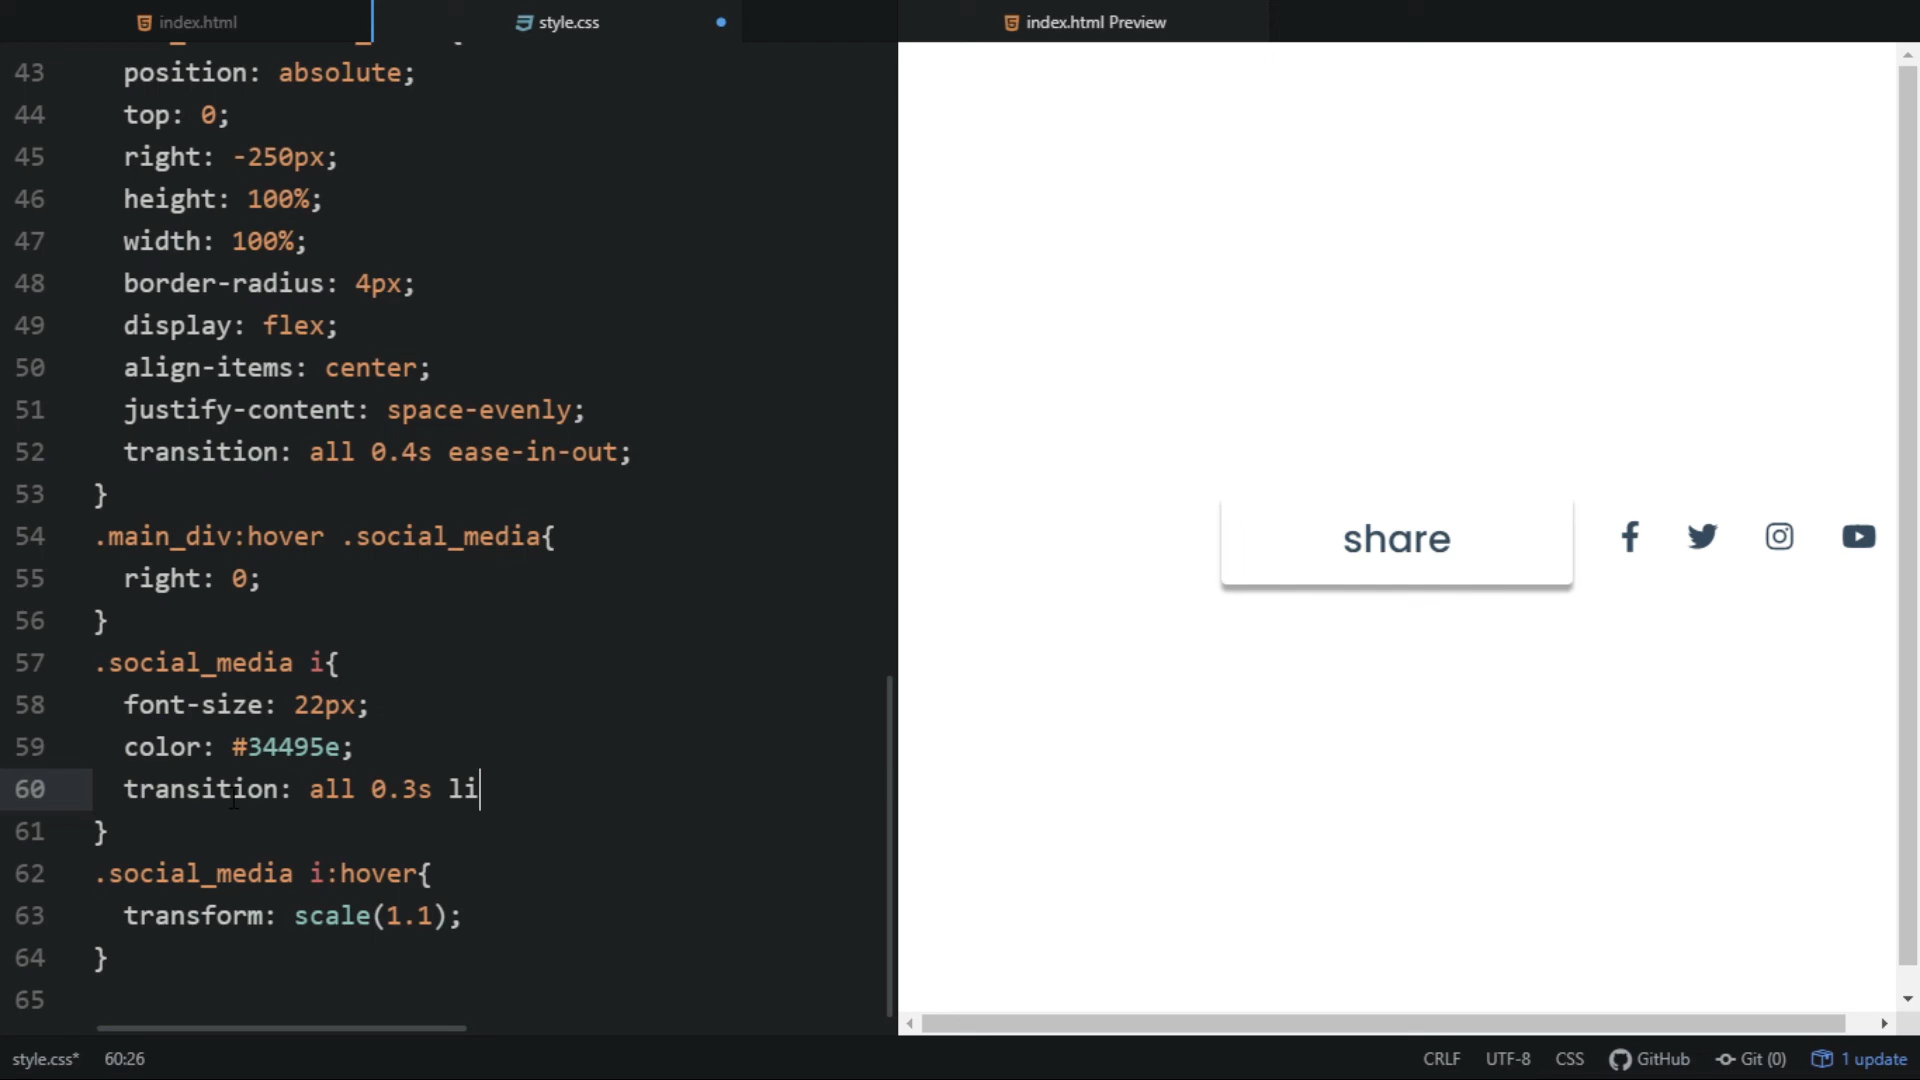 index.html
style.css
index.html Preview
43 position: absolute;
44 top: 0;
45 right: -250px;
46 height: 100%;
47 width: 100%;
48 border-radius: 4px;
49 display: flex;
50 align-items: center;
51 justify-content: space-evenly;
52 transition: all 0.4s ease-in-out;
53 }
54 .main_div:hover .social_media{
55 right: 0;
56 }
57 .social_media i{
58 font-size: 22px;
59 color: #34495e;
60 transition: all 0.3s li
61 }
62 .social_media i:hover{
63 transform: scale(1.1);
64 }
65
share
style.css* 60:26
CRLF UTF-8 CSS GitHub Git (0) 1 update